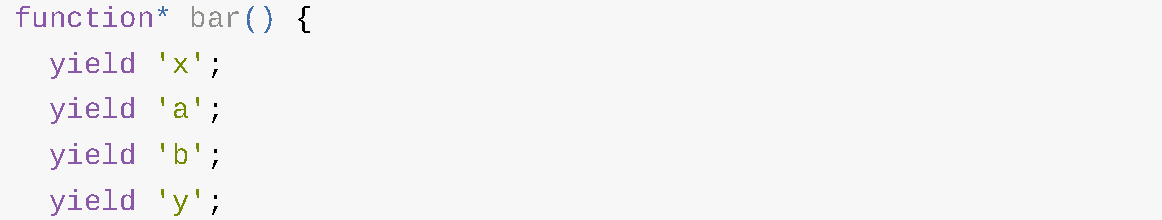 function* bar() {
  yield 'x';
  yield 'a';
  yield 'b';
  yield 'y';